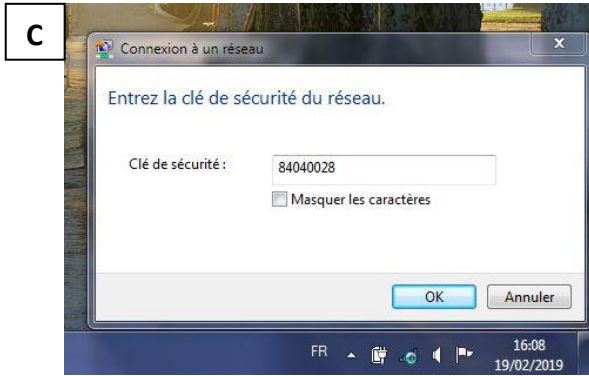 C
Connexion à un réseau
Entrez la clé de sécurité du réseau.
Clé de sécurité : 84040028
Masquer les caractères
OK Annuler
FR 16:08
19/02/2019